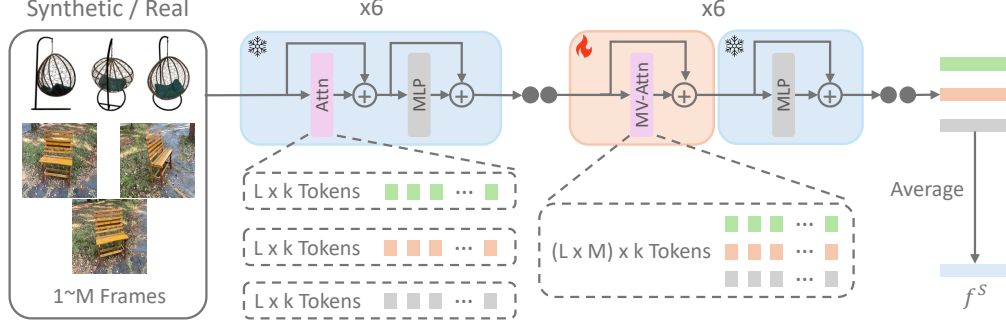 Synthetic / Real
x6
x6
Attn
MLP
MV-Attn
MLP
L x k Tokens ...
L x k Tokens ...
L x k Tokens ...
(L x M) x k Tokens ...
...
...
Average
1~M Frames
f^S